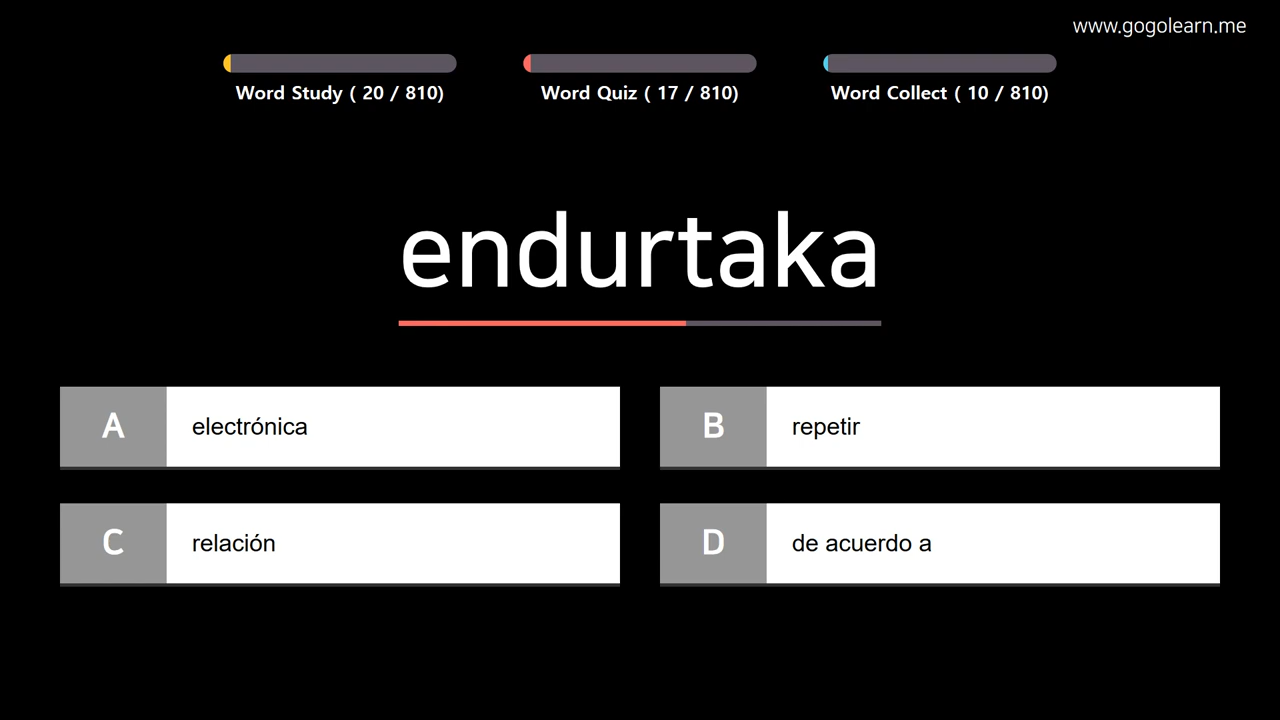 www.gogolearn.me
Word Study ( 20 / 810)
Word Quiz ( 17 / 810)
Word Collect ( 10 / 810)
endurtaka
A electrónica
B repetir
C relación
D de acuerdo a